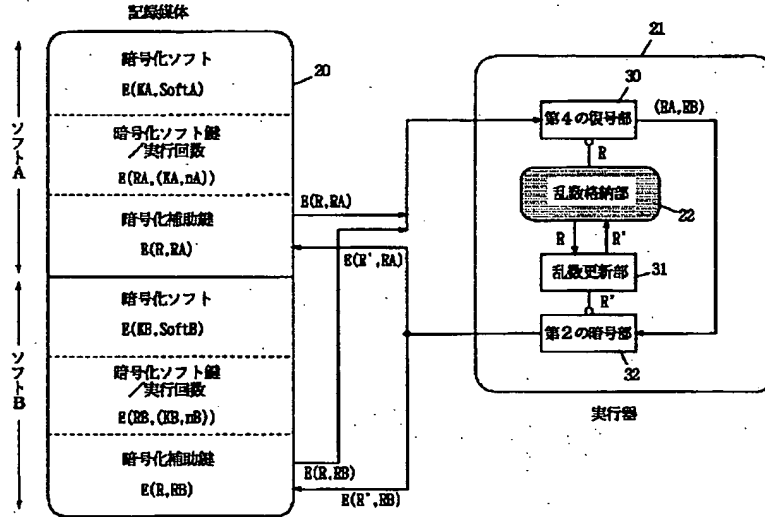 記録媒体
20
ソフトA
暗号化ソフト
E(KA,SoftA)
暗号化ソフト鍵
/実行回数
E(RA,(KA,nA))
暗号化補助鍵
E(R,RA)
ソフトB
暗号化ソフト
E(KB,SoftB)
暗号化ソフト鍵
/実行回数
E(RB,(KB,nB))
暗号化補助鍵
E(R,RB)
E(R,RA)
E(R',RA)
E(R,RB)
E(R',RB)
21
30
第4の復号部
(RA,RB)
R
乱数格納部
22
R
R'
乱数更新部
31
R'
第2の暗号部
32
実行器